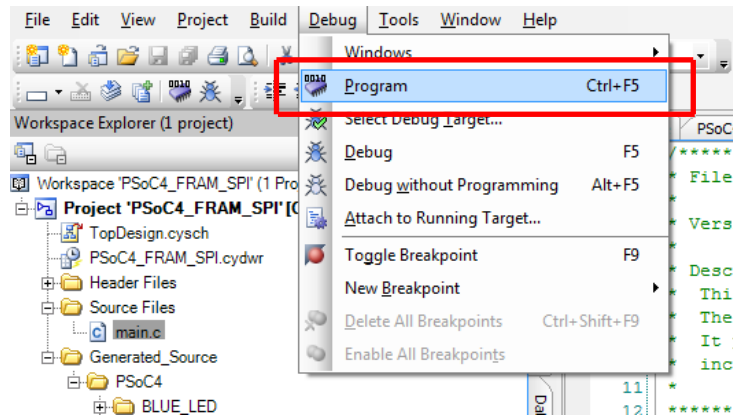 File Edit View Project Build Debug Tools Window Help
Windows
Program Ctrl+F5
Select Debug Target...
Debug F5
Debug without Programming Alt+F5
Attach to Running Target...
Toggle Breakpoint F9
New Breakpoint
Delete All Breakpoints Ctrl+Shift+F9
Enable All Breakpoints
Workspace Explorer (1 project)
Workspace 'PSoC4_FRAM_SPI' (1 Pro
Project 'PSoC4_FRAM_SPI' [C
TopDesign.cysch
PSoC4_FRAM_SPI.cydwr
Header Files
Source Files
main.c
Generated_Source
PSoC4
BLUE_LED
PSoC
/*****
* File
*
* Vers
*
* Desc
* Thi
* The
* It
* inc
11 *
12 ******